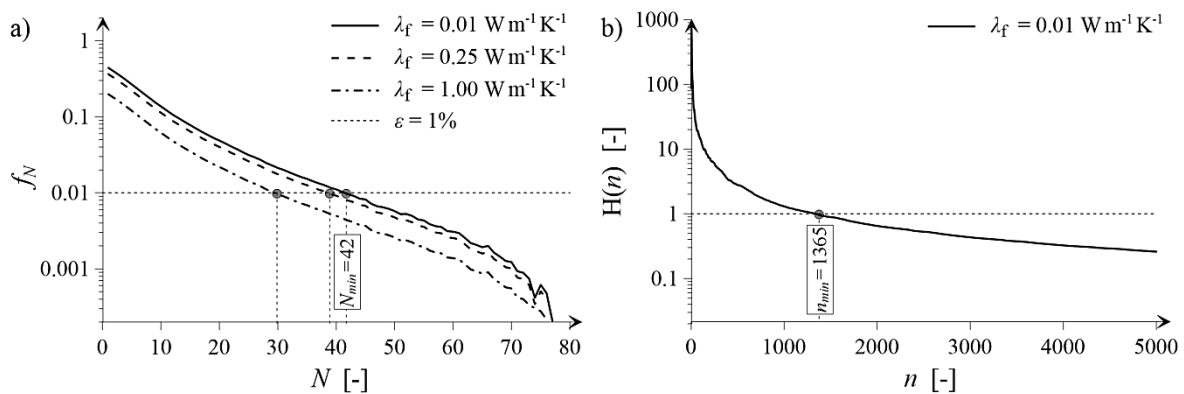 a)
λf = 0.01 W m-1 K-1
λf = 0.25 W m-1 K-1
λf = 1.00 W m-1 K-1
ε = 1%
1
0.1
0.01
0.001
fN
Nmin = 42
0 10 20 30 40 50 60 70 80
N [-]
b)
λf = 0.01 W m-1 K-1
1000
100
10
1
0.1
H(n) [-]
nmin = 1365
0 1000 2000 3000 4000 5000
n [-]